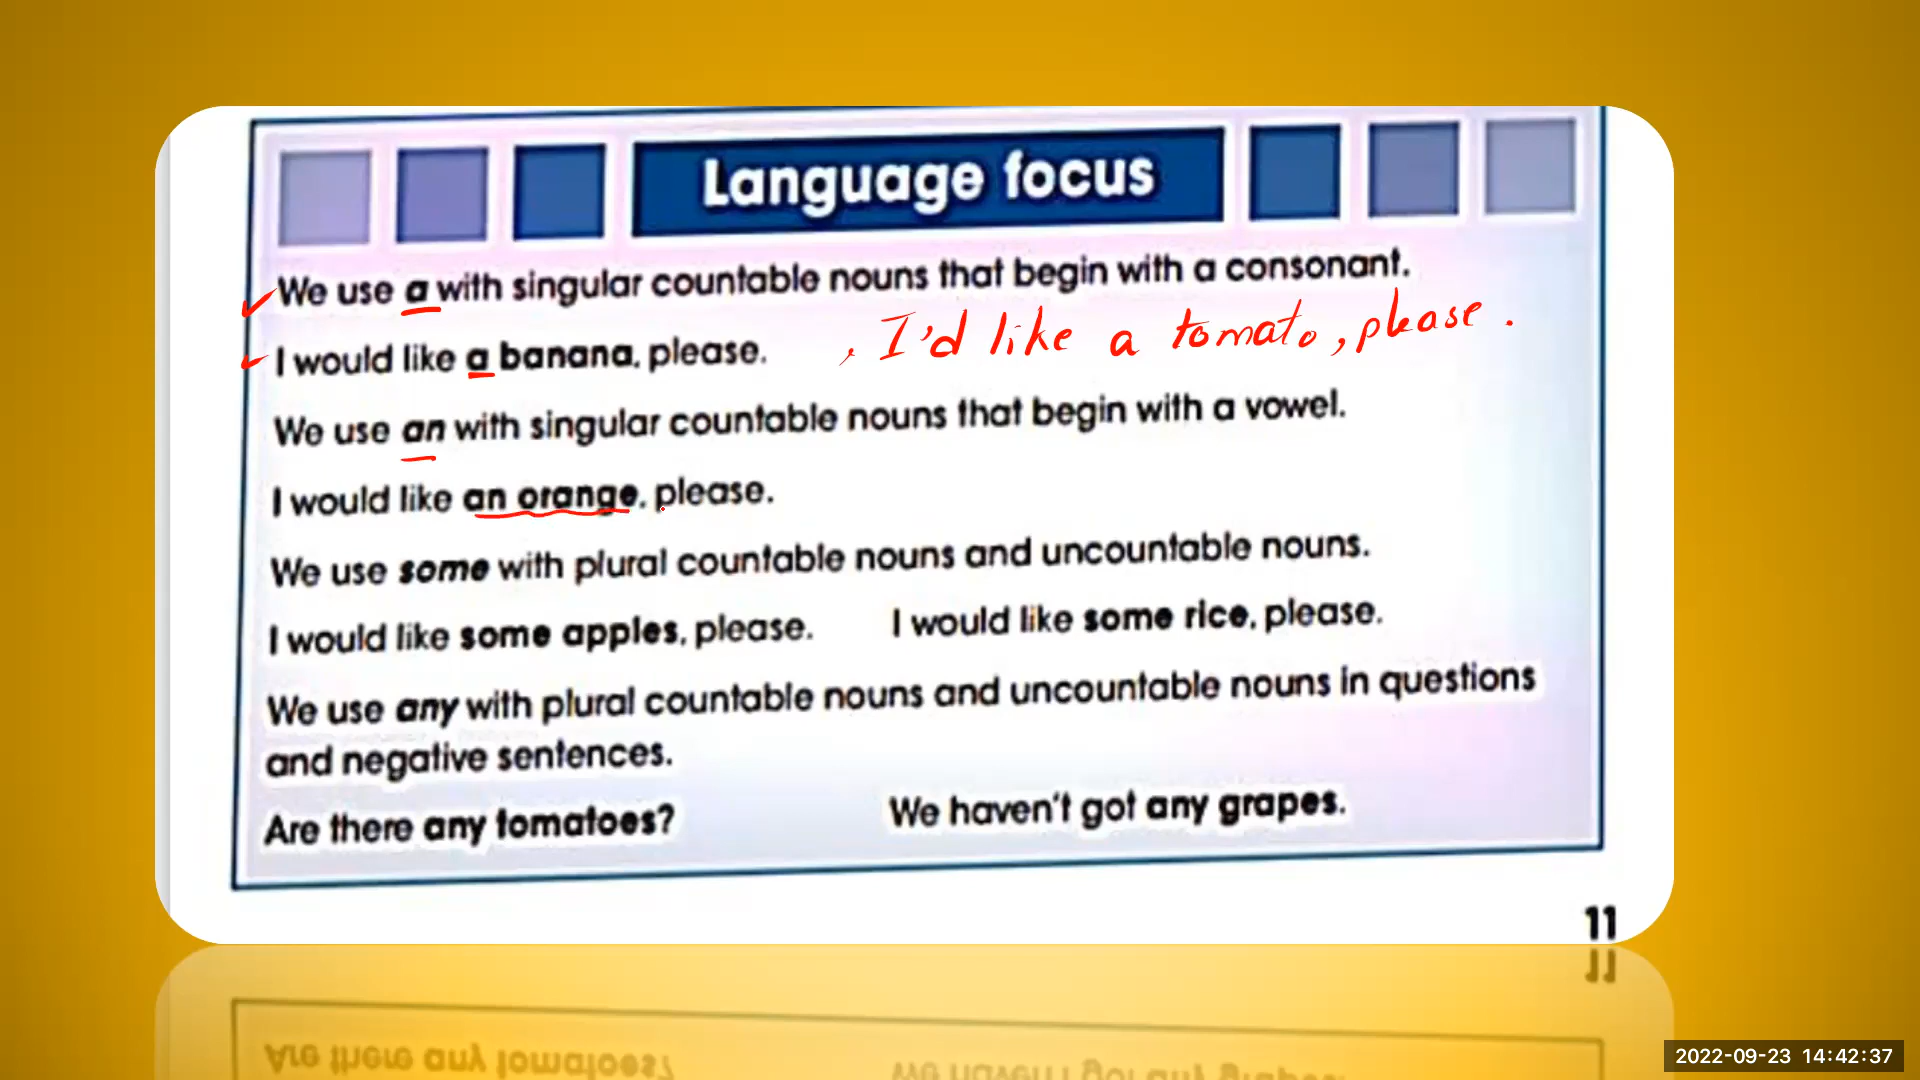 Language focus
We use a with singular countable nouns that begin with a consonant.
I would like a banana, please. , I'd like a tomato, please.
We use an with singular countable nouns that begin with a vowel.
I would like an orange, please.
We use some with plural countable nouns and uncountable nouns.
I would like some apples, please. I would like some rice, please.
We use any with plural countable nouns and uncountable nouns in questions
and negative sentences.
Are there any tomatoes? We haven't got any grapes.
11
2022-09-23 14:42:37